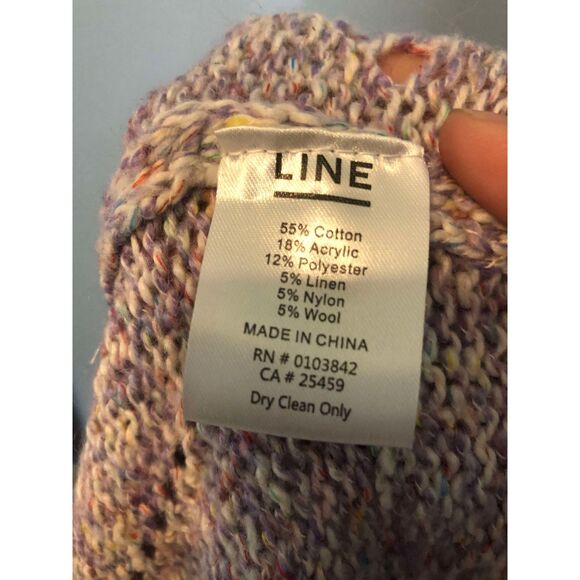 LINE
55% Cotton
18% Acrylic
12% Polyester
5% Linen
5% Nylon
5% Wool
MADE IN CHINA
RN # 0103842
CA # 25459
Dry Clean Only